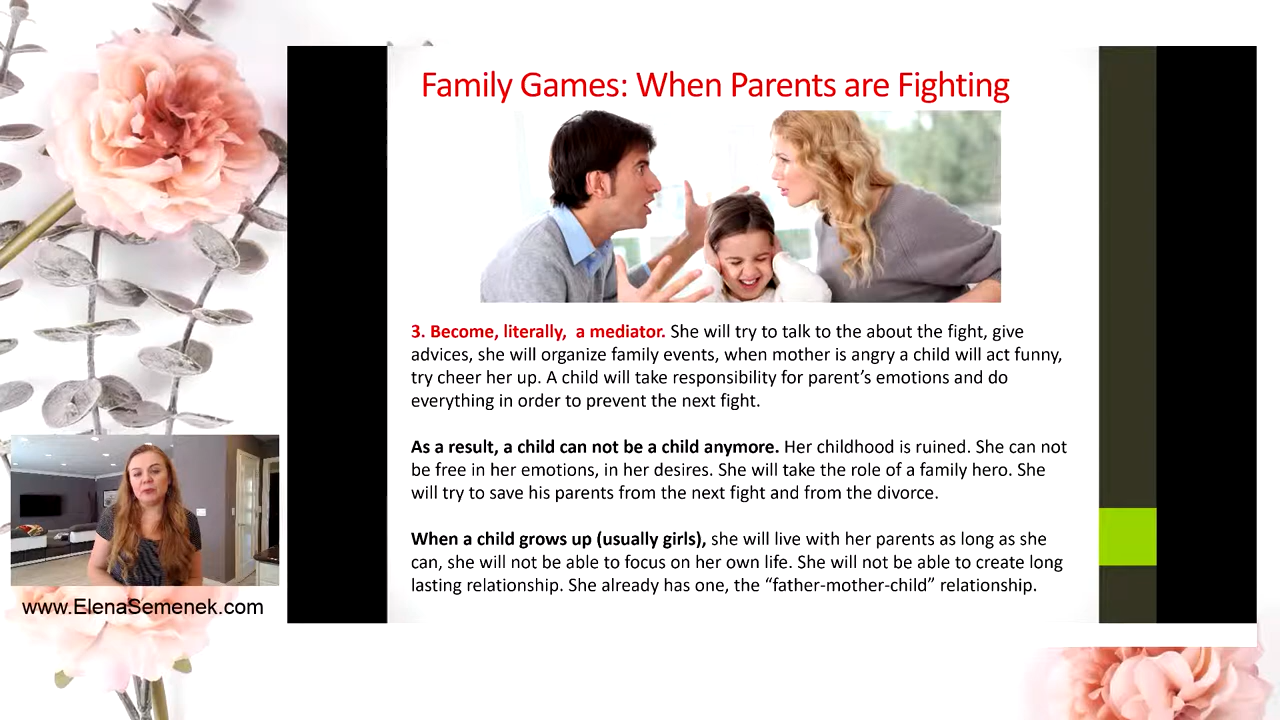 Family Games: When Parents are Fighting
3. Become, literally,  a mediator. She will try to talk to the about the fight, give
advices, she will organize family events, when mother is angry a child will act funny,
try cheer her up. A child will take responsibility for parent’s emotions and do
everything in order to prevent the next fight.
As a result, a child can not be a child anymore. Her childhood is ruined. She can not
be free in her emotions, in her desires. She will take the role of a family hero. She
will try to save his parents from the next fight and from the divorce.
When a child grows up (usually girls), she will live with her parents as long as she
can, she will not be able to focus on her own life. She will not be able to create long
lasting relationship. She already has one, the “father-mother-child” relationship.
www.ElenaSemenek.com